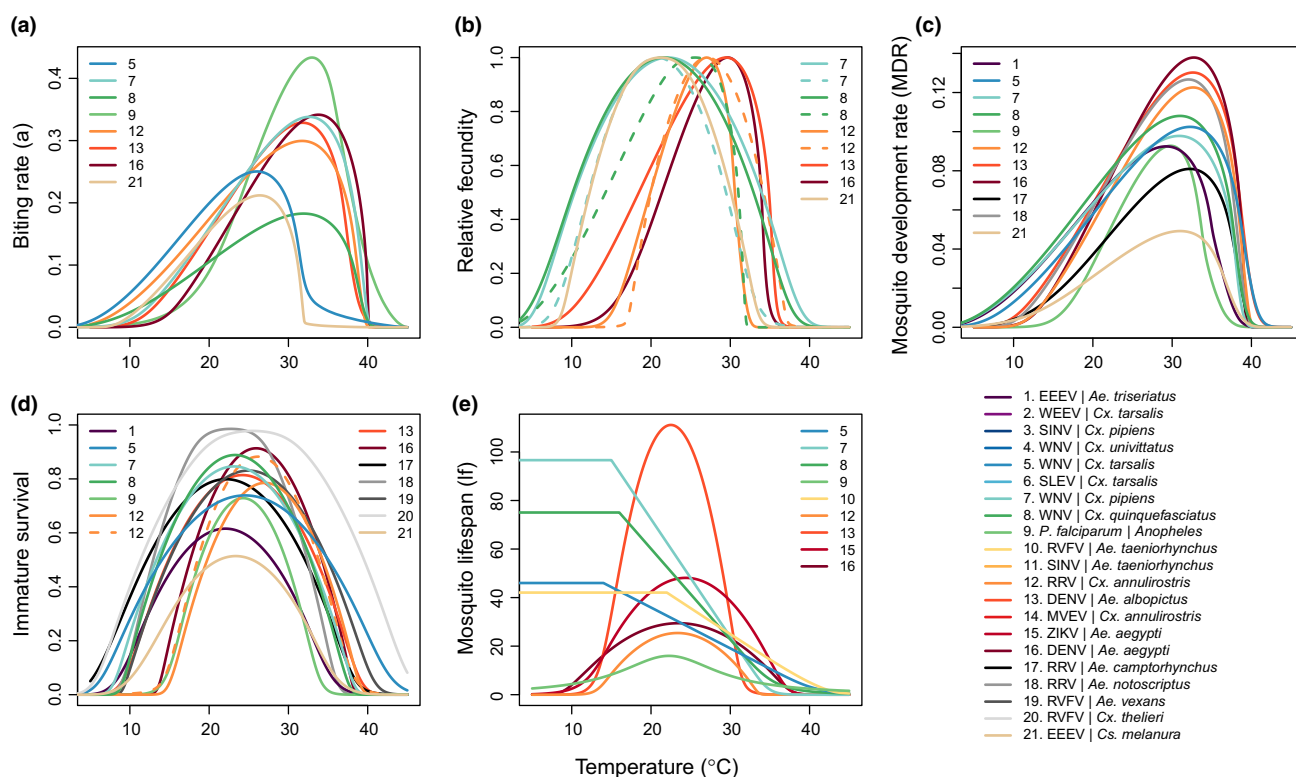 (a)
Biting rate (a)
0.0 0.1 0.2 0.3 0.4
10 20 30 40
5
7
8
9
12
13
16
21
(b)
Relative fecundity
0.0 0.2 0.4 0.6 0.8 1.0
10 20 30 40
7
7
8
8
12
12
13
16
21
(c)
Mosquito development rate (MDR)
0.00 0.04 0.08 0.12
10 20 30 40
1
5
7
8
9
12
13
16
17
18
21
(d)
Immature survival
0.0 0.2 0.4 0.6 0.8 1.0
10 20 30 40
1
5
7
8
9
12
12
13
16
17
18
19
20
21
(e)
Mosquito lifespan (lf)
0 20 40 60 80 100
10 20 30 40
5
7
8
9
10
12
13
15
16
Temperature (°C)
1. EEEV | Ae. triseriatus
2. WEEV | Cx. tarsalis
3. SINV | Cx. pipiens
4. WNV | Cx. univittatus
5. WNV | Cx. tarsalis
6. SLEV | Cx. tarsalis
7. WNV | Cx. pipiens
8. WNV | Cx. quinquefasciatus
9. P. falciparum | Anopheles
10. RVFV | Ae. taeniorhynchus
11. SINV | Ae. taeniorhynchus
12. RRV | Cx. annulirostris
13. DENV | Ae. albopictus
14. MVEV | Cx. annulirostris
15. ZIKV | Ae. aegypti
16. DENV | Ae. aegypti
17. RRV | Ae. camptorhynchus
18. RRV | Ae. notoscriptus
19. RVFV | Ae. vexans
20. RVFV | Cx. thelieri
21. EEEV | Cs. melanura